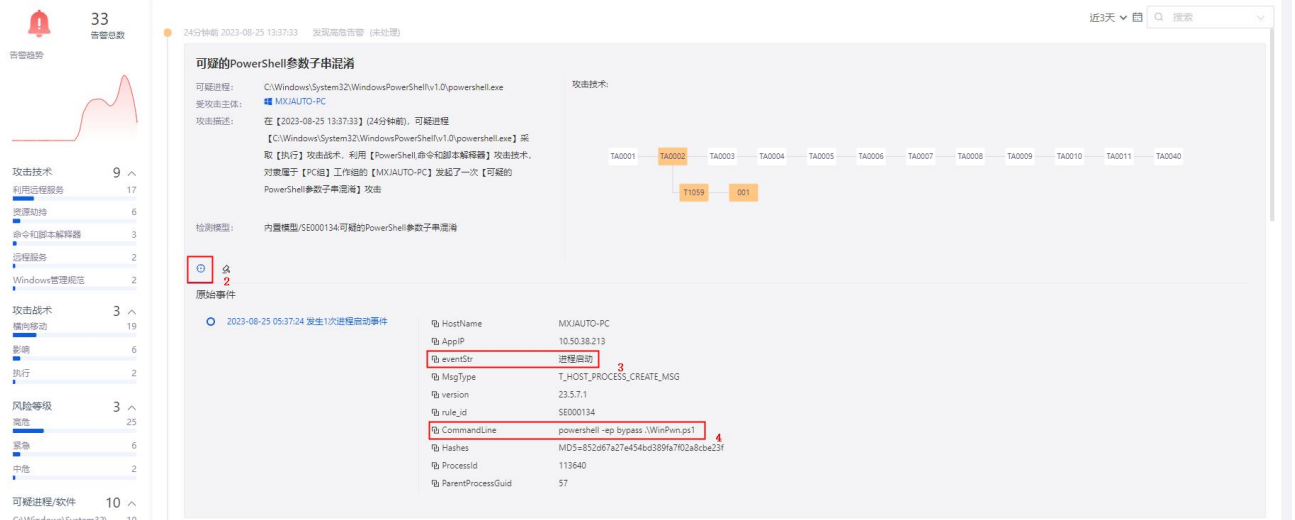 33
告警总数
告警趋势
近3天
搜索
24分钟前 2023-08-25 13:37:33 发现高危告警 (未处理)
可疑的PowerShell参数子串混淆
可疑进程: C:\Windows\System32\WindowsPowerShell\v1.0\powershell.exe
受攻击主体: MXJAUTO-PC
攻击描述: 在【2023-08-25 13:37:33】(24分钟前), 可疑进程
【C:\Windows\System32\WindowsPowerShell\v1.0\powershell.exe】采
取【执行】攻击战术、利用【PowerShell,命令和脚本解释器】攻击技术,
对隶属于【PC组】工作组的【MXJAUTO-PC】发起了一次【可疑的
PowerShell参数子串混淆】攻击
检测模型: 内置模型/SE000134:可疑的PowerShell参数子串混淆
攻击技术:
TA0001 TA0002 TA0003 TA0004 TA0005 TA0006 TA0007 TA0008 TA0009 TA0010 TA0011 TA0040
T1059 001
攻击技术 9
利用远程服务 17
资源劫持 6
命令和脚本解释器 3
远程服务 2
Windows管理规范 2
攻击战术 3
横向移动 19
影响 6
执行 2
风险等级 3
高危 25
紧急 6
中危 2
可疑进程/软件 10
C:\Windows\System32\ 10
2
原始事件
2023-08-25 05:37:24 发生1次进程启动事件
HostName MXJAUTO-PC
AppIP 10.50.38.213
eventStr 进程启动
3
MsgType T_HOST_PROCESS_CREATE_MSG
version 23.5.7.1
rule_id SE000134
CommandLine powershell -ep bypass .\WinPwn.ps1
4
Hashes MD5=852d67a27e454bd389fa7f02a8cbe23f
ProcessId 113640
ParentProcessGuid 57